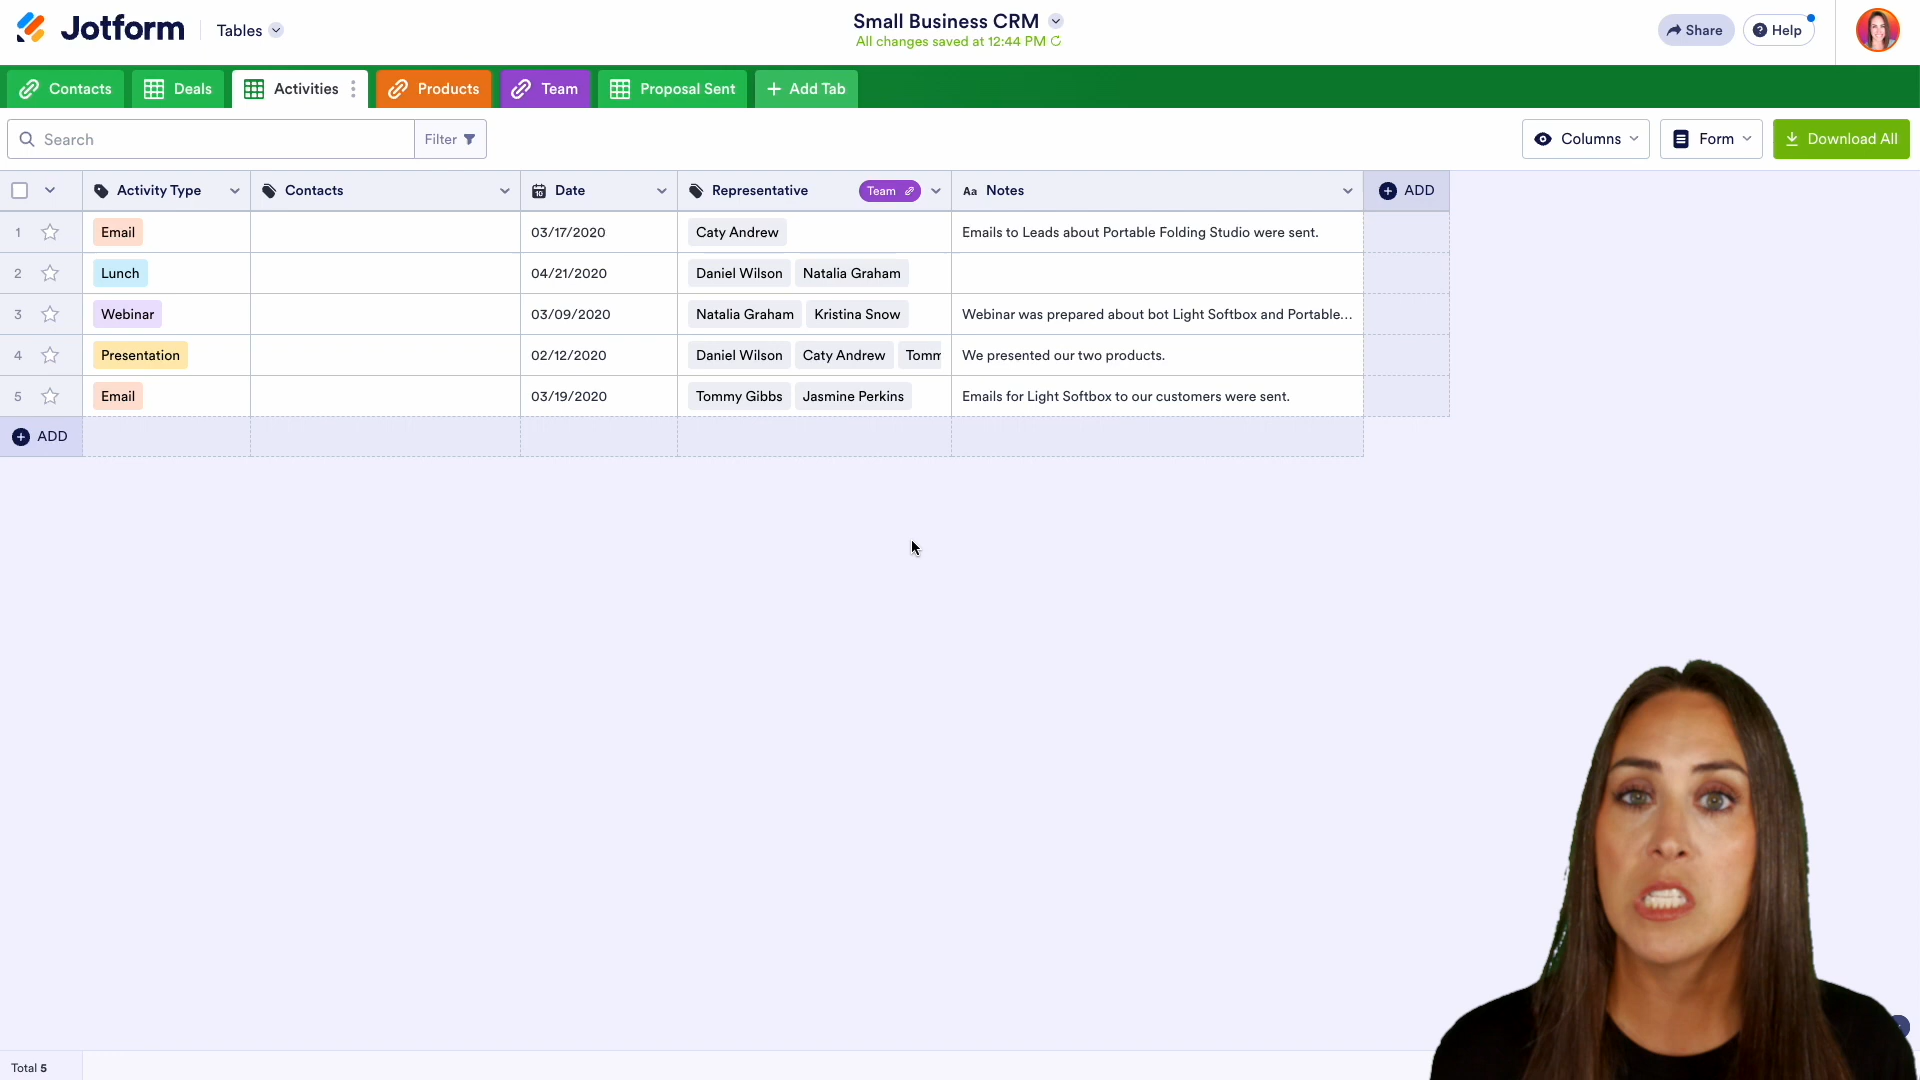 Jotform
Tables
Small Business CRM
All changes saved at 12:44 PM
Share
Help
Contacts
Deals
Activities
Products
Team
Proposal Sent
+ Add Tab
Search
Filter
Columns
Form
Download All
Activity Type
Contacts
Date
Representative
Team
Aa Notes
ADD
1 Email 03/17/2020 Caty Andrew Emails to Leads about Portable Folding Studio were sent.
2 Lunch 04/21/2020 Daniel Wilson Natalia Graham
3 Webinar 03/09/2020 Natalia Graham Kristina Snow Webinar was prepared about bot Light Softbox and Portable...
4 Presentation 02/12/2020 Daniel Wilson Caty Andrew Tomm We presented our two products.
5 Email 03/19/2020 Tommy Gibbs Jasmine Perkins Emails for Light Softbox to our customers were sent.
ADD
Total 5